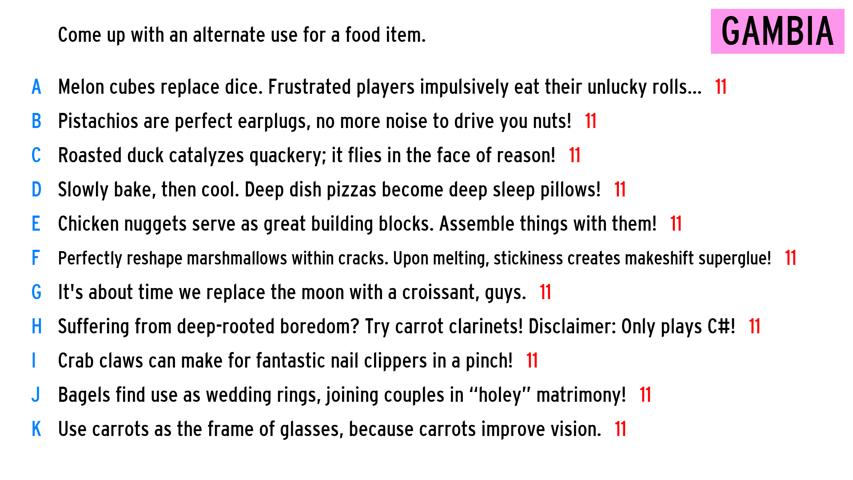 Come up with an alternate use for a food item.
GAMBIA
A Melon cubes replace dice. Frustrated players impulsively eat their unlucky rolls... 11
B Pistachios are perfect earplugs, no more noise to drive you nuts! 11
C Roasted duck catalyzes quackery; it flies in the face of reason! 11
D Slowly bake, then cool. Deep dish pizzas become deep sleep pillows! 11
E Chicken nuggets serve as great building blocks. Assemble things with them! 11
F Perfectly reshape marshmallows within cracks. Upon melting, stickiness creates makeshift superglue! 11
G It's about time we replace the moon with a croissant, guys. 11
H Suffering from deep-rooted boredom? Try carrot clarinets! Disclaimer: Only plays C#! 11
I Crab claws can make for fantastic nail clippers in a pinch! 11
J Bagels find use as wedding rings, joining couples in “holey” matrimony! 11
K Use carrots as the frame of glasses, because carrots improve vision. 11